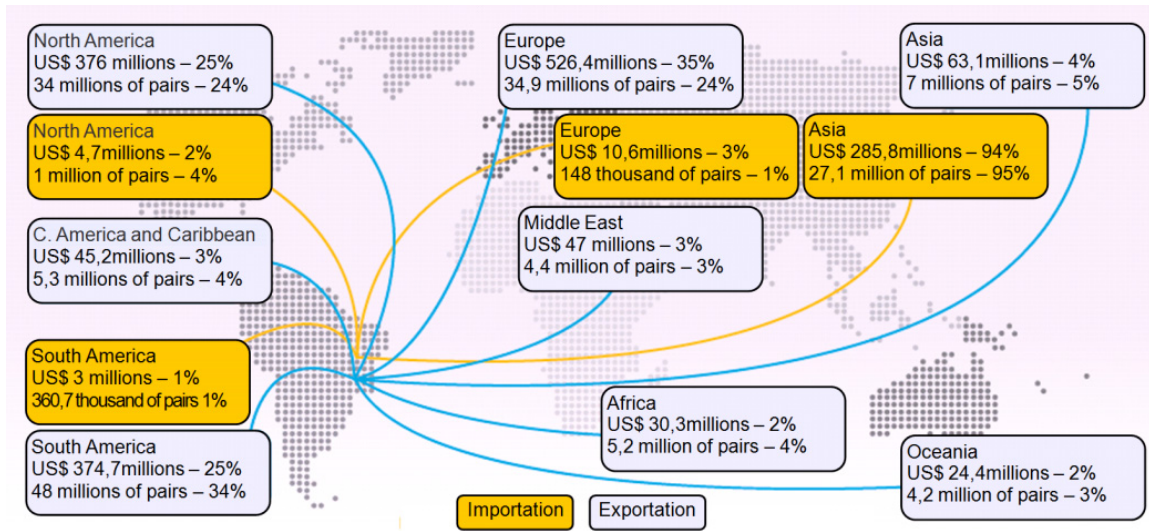 North America
US$ 376 millions – 25%
34 millions of pairs – 24%
Europe
US$ 526,4millions – 35%
34,9 millions of pairs – 24%
Asia
US$ 63,1millions – 4%
7 millions of pairs – 5%
North America
US$ 4,7millions – 2%
1 million of pairs – 4%
Europe
US$ 10,6millions – 3%
148 thousand of pairs – 1%
Asia
US$ 285,8millions – 94%
27,1 million of pairs – 95%
C. America and Caribbean
US$ 45,2millions – 3%
5,3 millions of pairs – 4%
Middle East
US$ 47 millions – 3%
4,4 million of pairs – 3%
South America
US$ 3 millions – 1%
360,7 thousand of pairs 1%
Africa
US$ 30,3millions – 2%
5,2 million of pairs – 4%
South America
US$ 374,7millions – 25%
48 millions of pairs – 34%
Oceania
US$ 24,4millions – 2%
4,2 million of pairs – 3%
Importation
Exportation